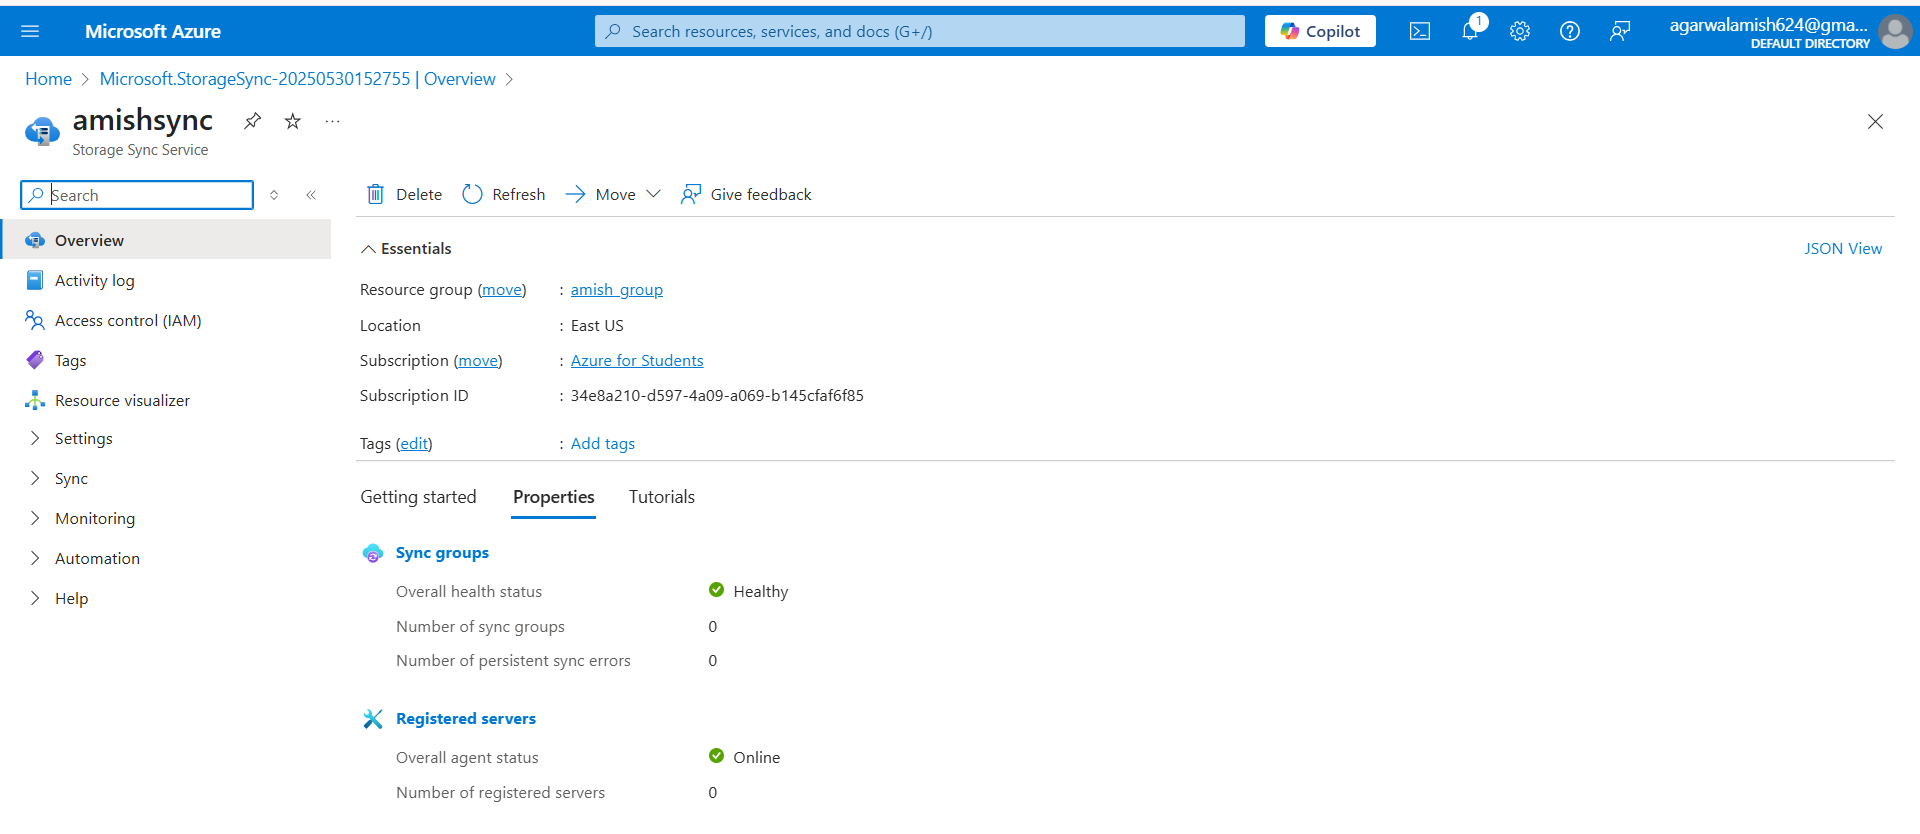 Microsoft Azure
Search resources, services, and docs (G+/)
Copilot
1
agarwalamish624@gma...
DEFAULT DIRECTORY
Home > Microsoft.StorageSync-20250530152755 | Overview >
amishsync
Storage Sync Service
Search
Overview
Activity log
Access control (IAM)
Tags
Resource visualizer
Settings
Sync
Monitoring
Automation
Help
Delete Refresh Move Give feedback
Essentials
JSON View
Resource group (move) : amish_group
Location : East US
Subscription (move) : Azure for Students
Subscription ID : 34e8a210-d597-4a09-a069-b145cfaf6f85
Tags (edit) : Add tags
Getting started Properties Tutorials
Sync groups
Overall health status Healthy
Number of sync groups 0
Number of persistent sync errors 0
Registered servers
Overall agent status Online
Number of registered servers 0